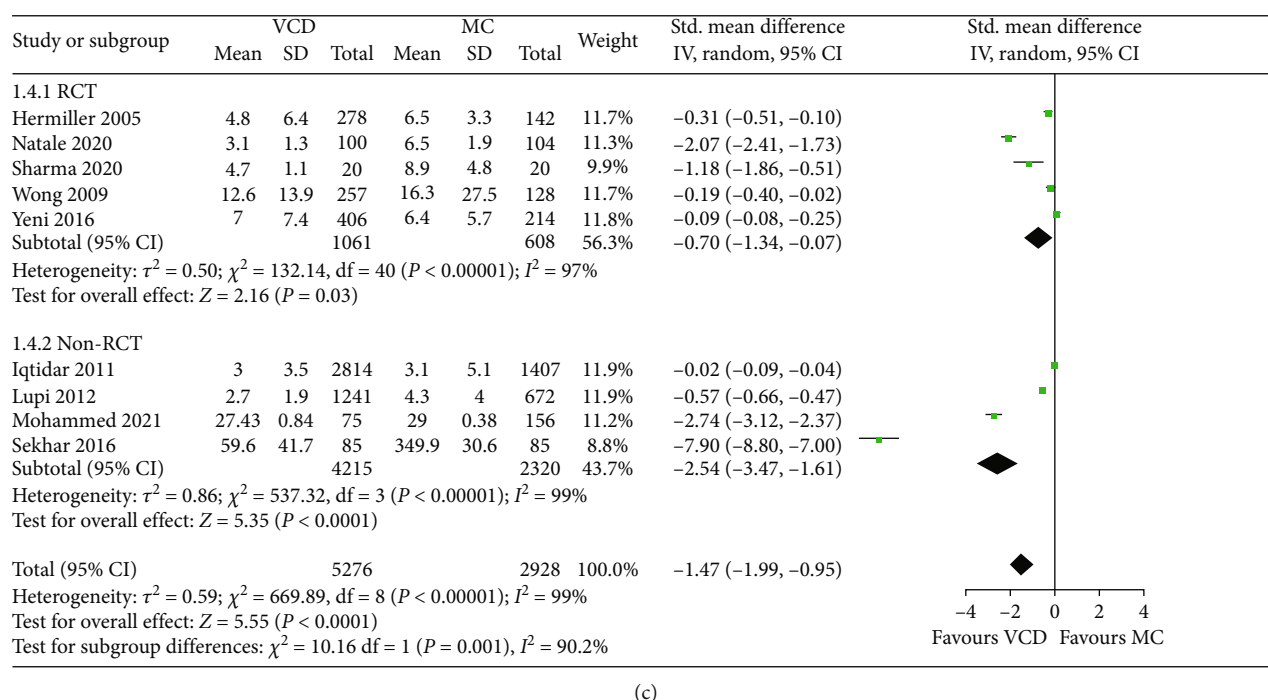 Study or subgroup VCD MC Weight Std. mean difference Std. mean difference
Mean SD Total Mean SD Total IV, random, 95% CI IV, random, 95% CI
1.4.1 RCT
Hermiller 2005 4.8 6.4 278 6.5 3.3 142 11.7% −0.31 (−0.51, −0.10)
Natale 2020 3.1 1.3 100 6.5 1.9 104 11.3% −2.07 (−2.41, −1.73)
Sharma 2020 4.7 1.1 20 8.9 4.8 20 9.9% −1.18 (−1.86, −0.51)
Wong 2009 12.6 13.9 257 16.3 27.5 128 11.7% −0.19 (−0.40, −0.02)
Yeni 2016 7 7.4 406 6.4 5.7 214 11.8% −0.09 (−0.08, −0.25)
Subtotal (95% CI) 1061 608 56.3% −0.70 (−1.34, −0.07)
Heterogeneity: τ² = 0.50; χ² = 132.14, df = 40 (P < 0.00001); I² = 97%
Test for overall effect: Z = 2.16 (P = 0.03)
1.4.2 Non-RCT
Iqtidar 2011 3 3.5 2814 3.1 5.1 1407 11.9% −0.02 (−0.09, −0.04)
Lupi 2012 2.7 1.9 1241 4.3 4 672 11.9% −0.57 (−0.66, −0.47)
Mohammed 2021 27.43 0.84 75 29 0.38 156 11.2% −2.74 (−3.12, −2.37)
Sekhar 2016 59.6 41.7 85 349.9 30.6 85 8.8% −7.90 (−8.80, −7.00)
Subtotal (95% CI) 4215 2320 43.7% −2.54 (−3.47, −1.61)
Heterogeneity: τ² = 0.86; χ² = 537.32, df = 3 (P < 0.00001); I² = 99%
Test for overall effect: Z = 5.35 (P < 0.0001)
Total (95% CI) 5276 2928 100.0% −1.47 (−1.99, −0.95)
Heterogeneity: τ² = 0.59; χ² = 669.89, df = 8 (P < 0.00001); I² = 99%
Test for overall effect: Z = 5.55 (P < 0.0001)
Test for subgroup differences: χ² = 10.16 df = 1 (P = 0.001), I² = 90.2%
−4 −2 0 2 4
Favours VCD Favours MC
(c)